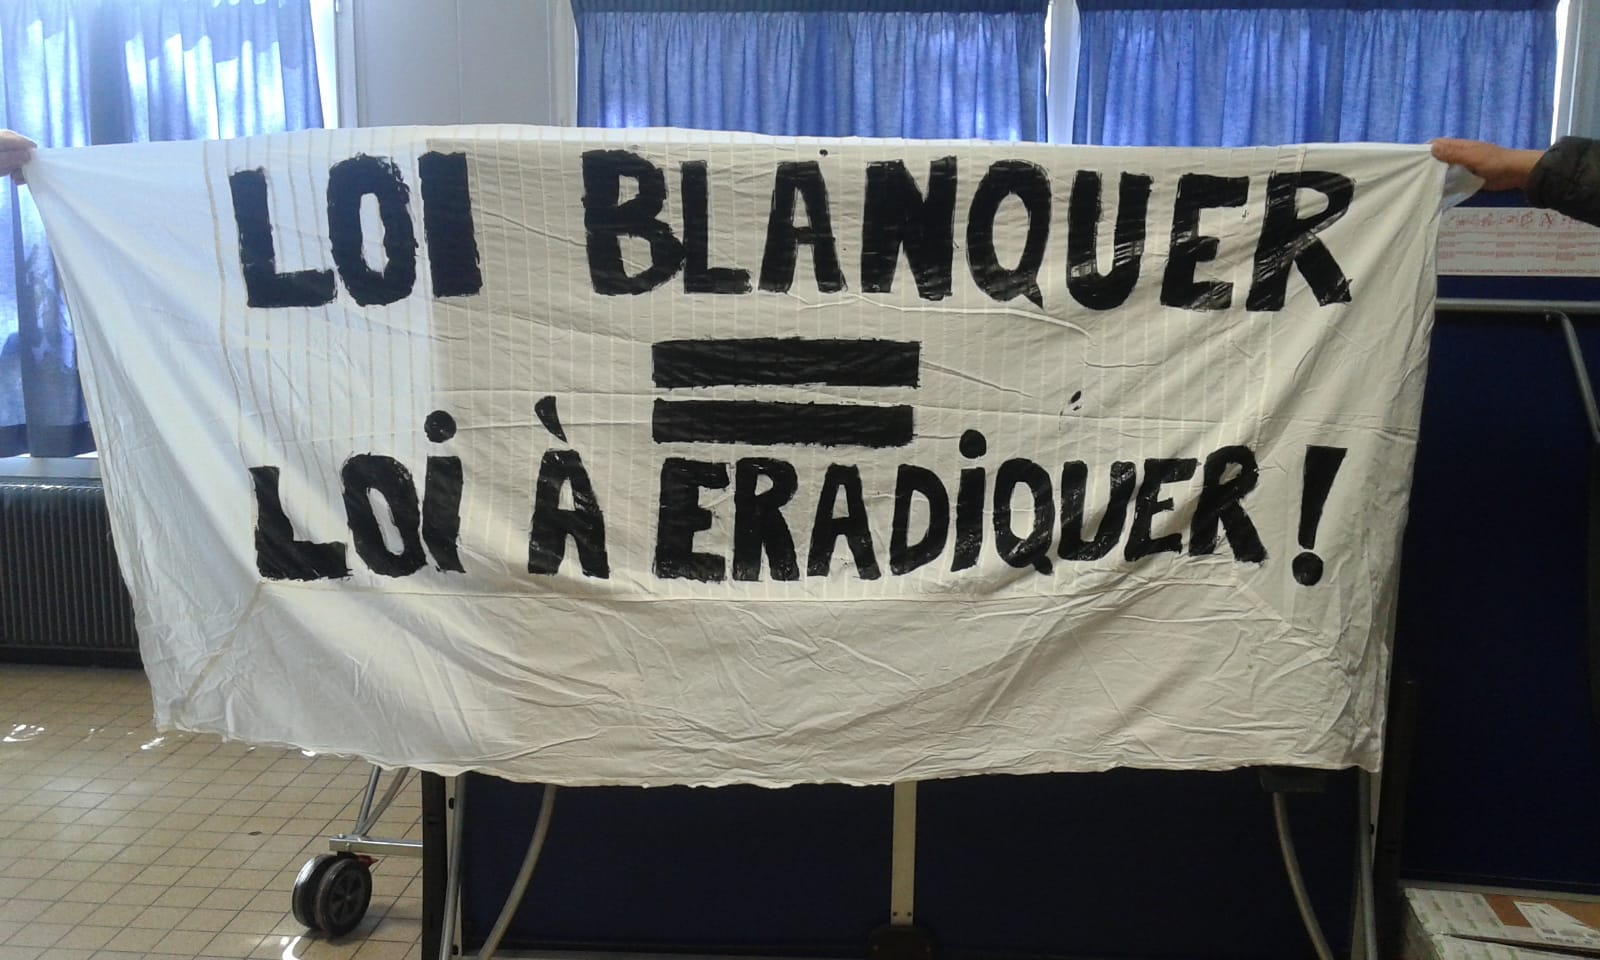 LOI BLANQUER
=
LOi À ERADiQUER !